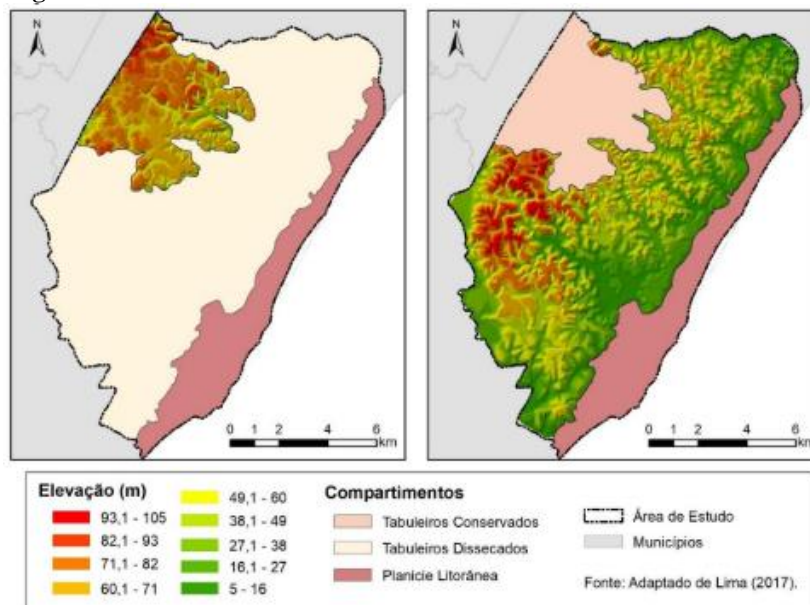 N
N
0 1 2 4 6
km
0 1 2 4 6
km
Elevação (m)
93,1 - 105
82,1 - 93
71,1 - 82
60,1 - 71
49,1 - 60
38,1 - 49
27,1 - 38
16,1 - 27
5 - 16
Compartimentos
Tabuleiros Conservados
Tabuleiros Dissecados
Planicie Litorânea
Área de Estudo
Municípios
Fonte: Adaptado de Lima (2017).